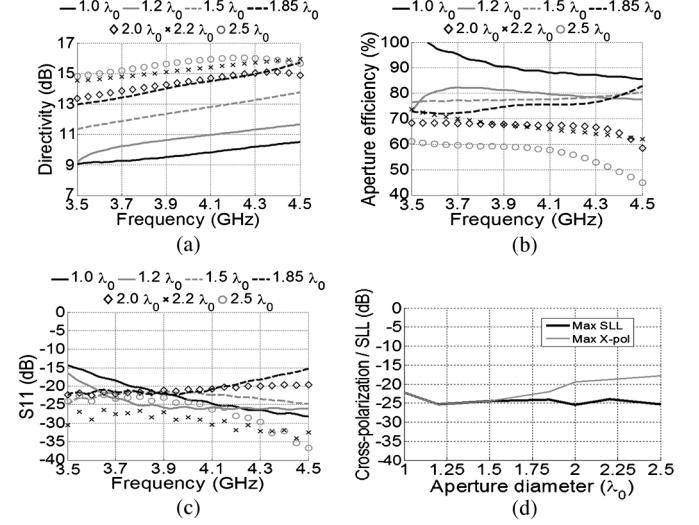 1.0 λ0 1.2 λ0 1.5 λ0 1.85 λ0
2.0 λ0 2.2 λ0 2.5 λ0
Directivity (dB)
17
15
13
11
9
7
3.5 3.7 3.9 4.1 4.3 4.5
Frequency (GHz)
(a)
1.0 λ0 1.2 λ0 1.5 λ0 1.85 λ0
2.0 λ0 2.2 λ0 2.5 λ0
Aperture efficiency (%)
100
90
80
70
60
50
40
3.5 3.7 3.9 4.1 4.3 4.5
Frequency (GHz)
(b)
1.0 λ0 1.2 λ0 1.5 λ0 1.85 λ0
2.0 λ0 2.2 λ0 2.5 λ0
S11 (dB)
0
-5
-10
-15
-20
-25
-30
-35
-40
3.5 3.7 3.9 4.1 4.3 4.5
Frequency (GHz)
(c)
Cross-polarization / SLL (dB)
0
-5
-10
-15
-20
-25
-30
-35
-40
Max SLL
Max X-pol
1 1.25 1.5 1.75 2 2.25 2.5
Aperture diameter (λ0)
(d)